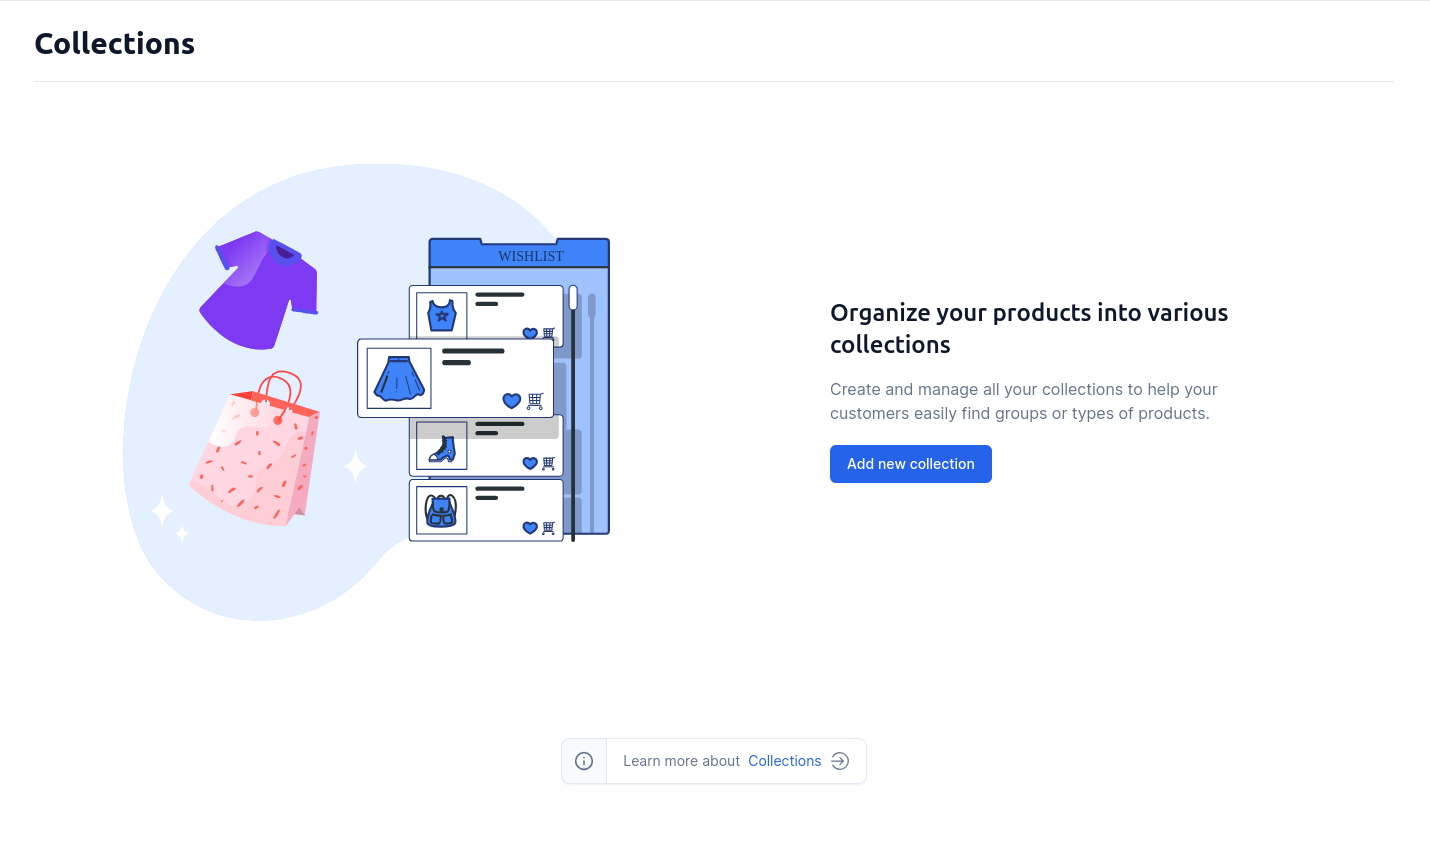 Collections
WISHLIST
Organize your products into various
collections
Create and manage all your collections to help your
customers easily find groups or types of products.
Add new collection
Learn more about Collections